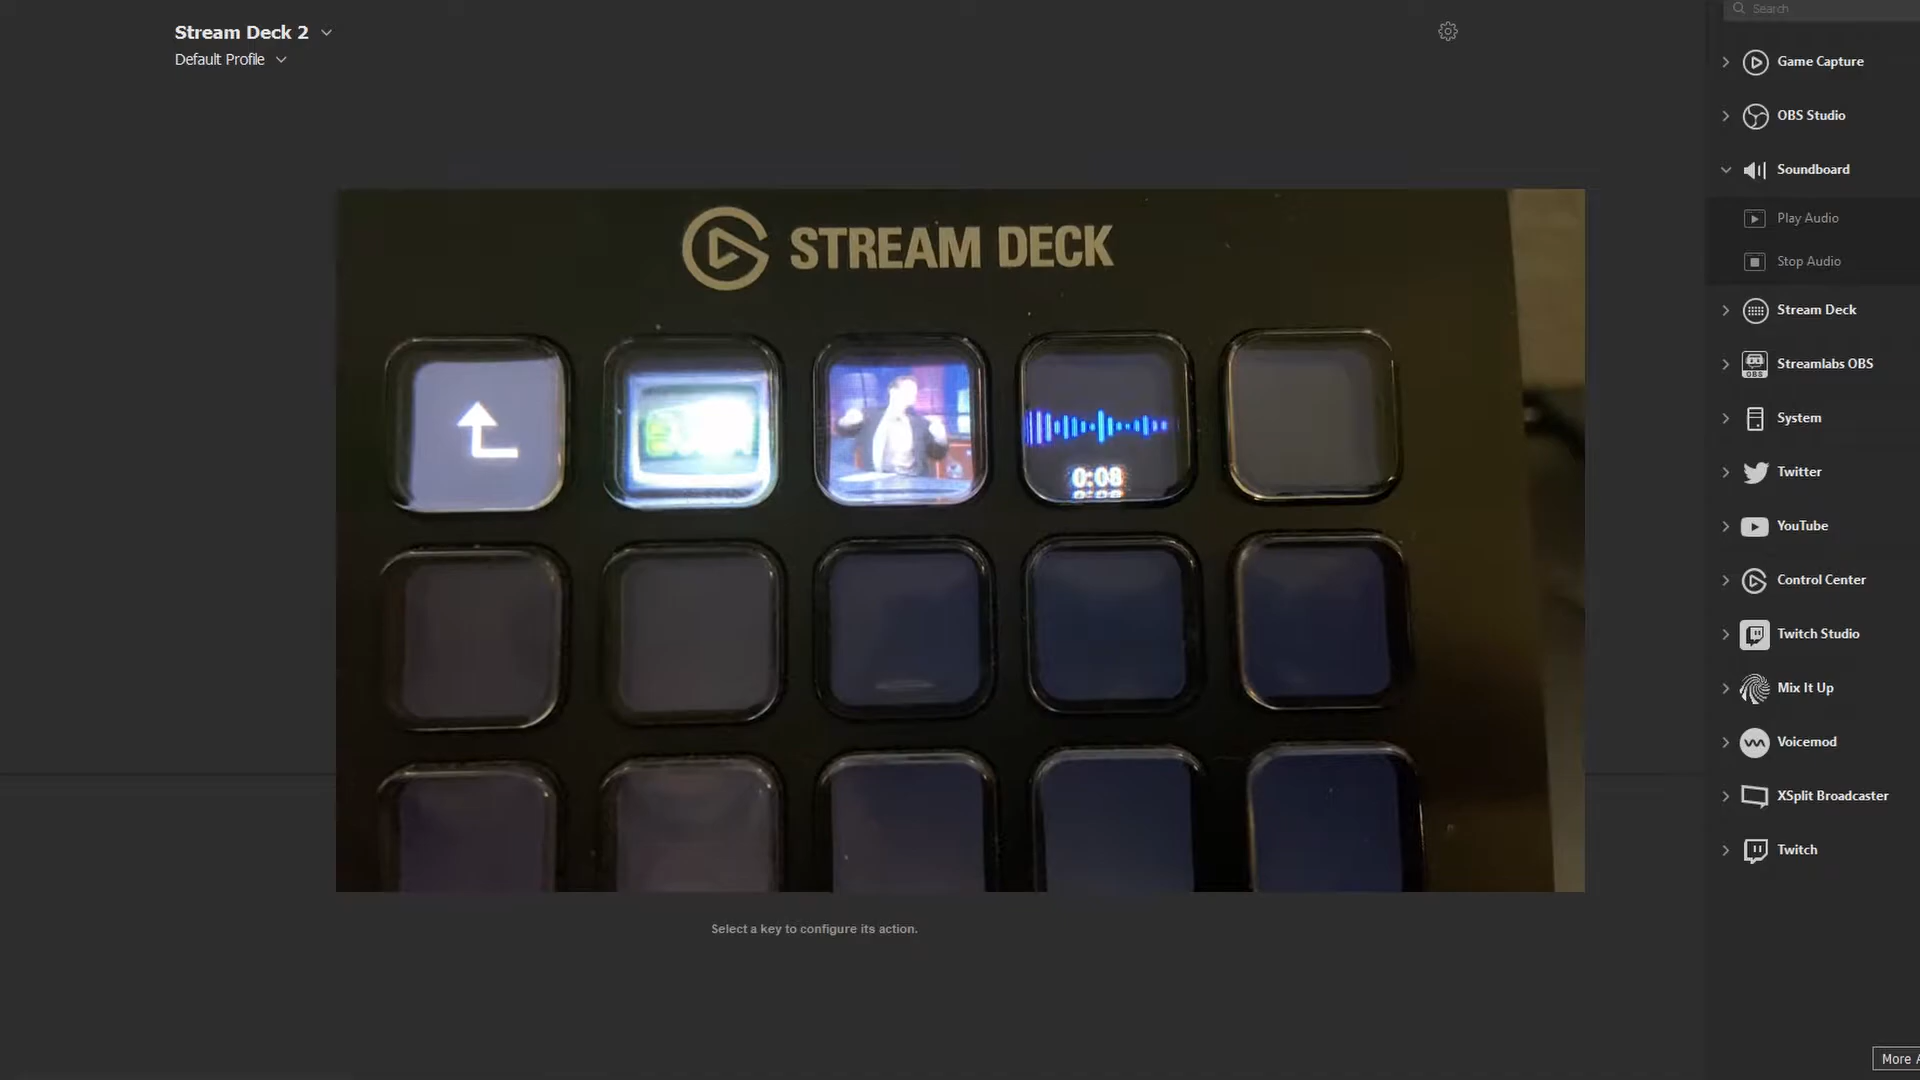 Stream Deck 2
Default Profile
Search
Game Capture
OBS Studio
Soundboard
Play Audio
Stop Audio
Stream Deck
Streamlabs OBS
System
Twitter
YouTube
Control Center
Twitch Studio
Mix It Up
Voicemod
XSplit Broadcaster
Twitch
STREAM DECK
0:08
Select a key to configure its action.
More